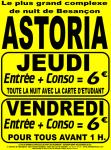 Le plus grand complexe
de nuit de Besançon
ASTORIA
JEUDI
Entrée + Conso = 6€
TOUTE LA NUIT AVEC LA CARTE D'ETUDIANT
VENDREDI
Entrée + Conso = 6€
POUR TOUS AVANT 1 H...